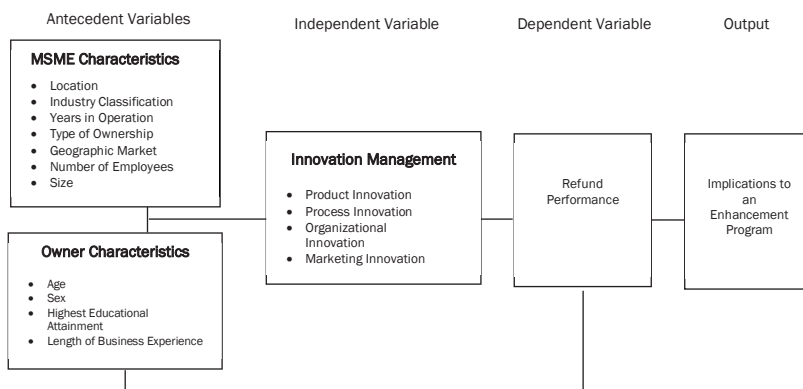 Antecedent Variables
Independent Variable
Dependent Variable
Output
MSME Characteristics
• Location
• Industry Classification
• Years in Operation
• Type of Ownership
• Geographic Market
• Number of Employees
• Size
Owner Characteristics
• Age
• Sex
• Highest Educational
Attainment
• Length of Business Experience
Innovation Management
• Product Innovation
• Process Innovation
• Organizational
Innovation
• Marketing Innovation
Refund
Performance
Implications to
an
Enhancement
Program